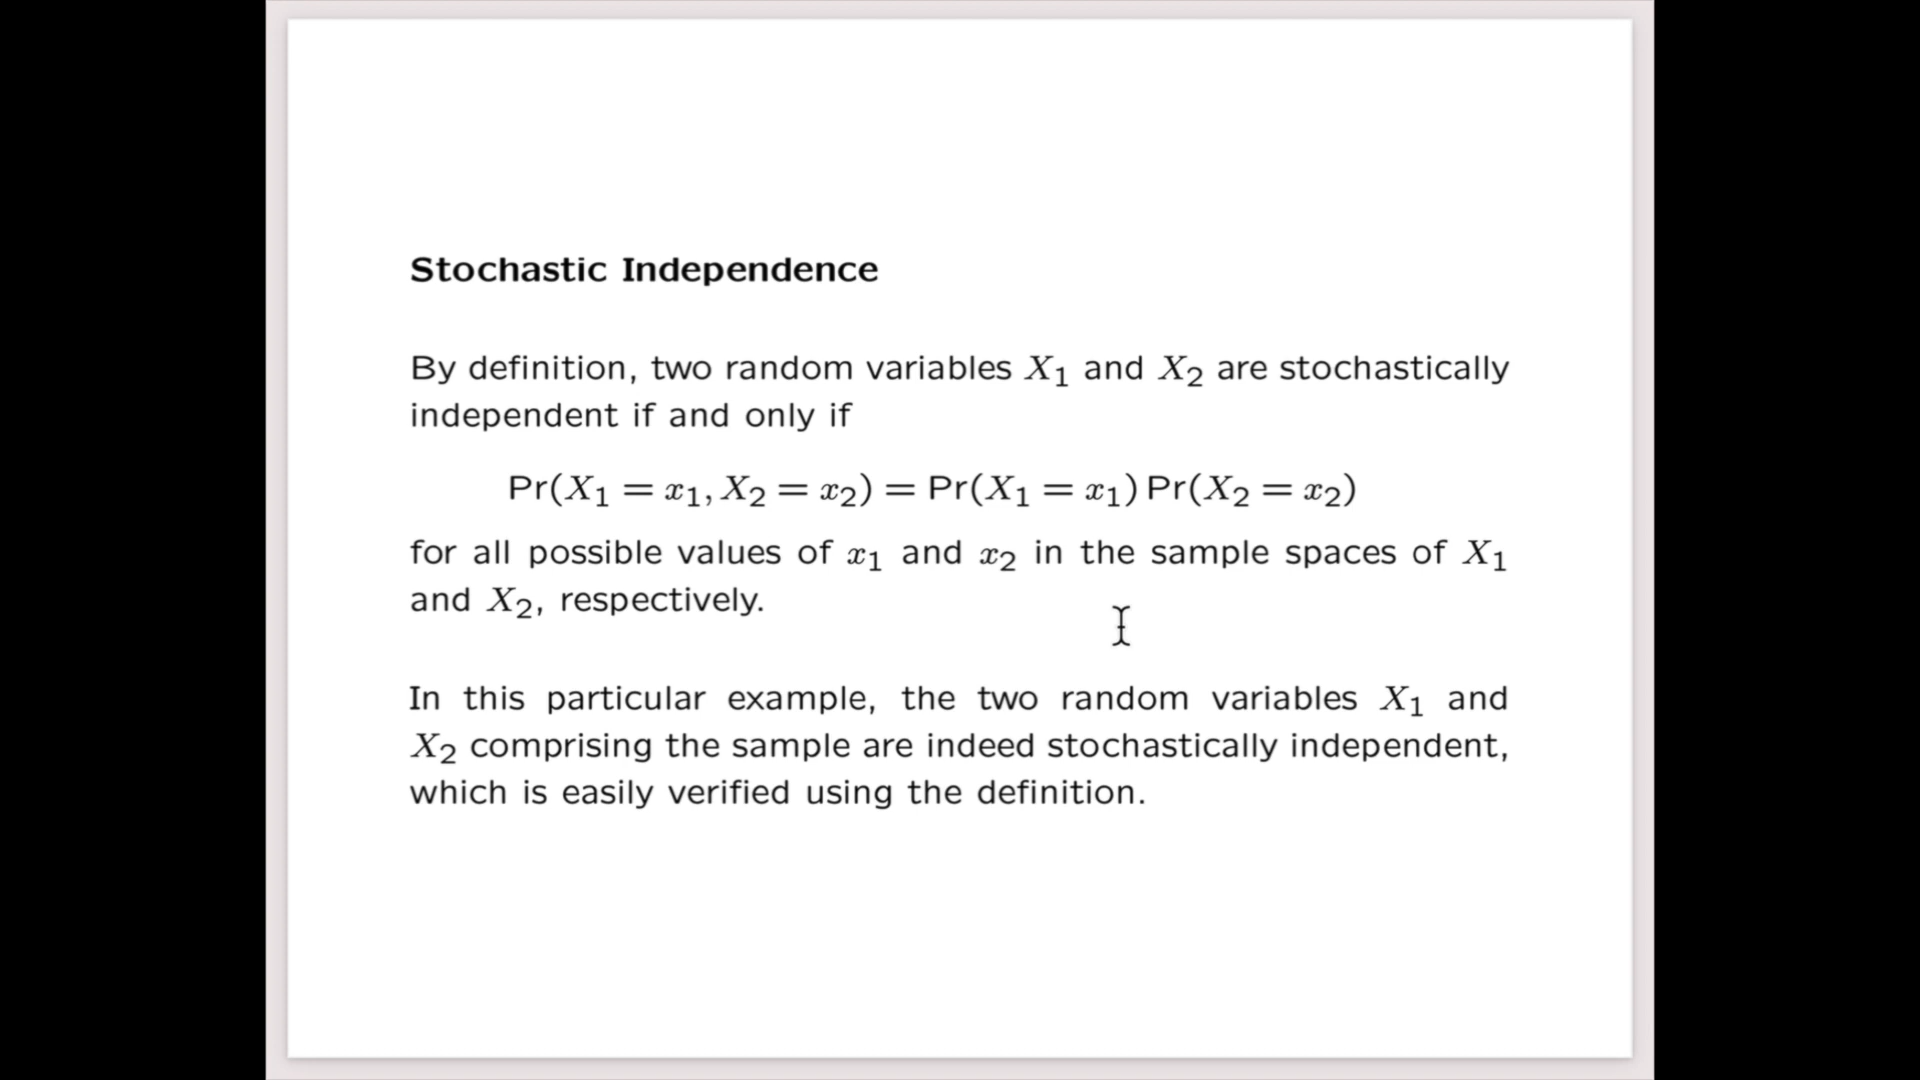 Stochastic Independence
By definition, two random variables X₁ and X₂ are stochastically
independent if and only if
Pr(X₁ = x₁, X₂ = x₂) = Pr(X₁ = x₁) Pr(X₂ = x₂)
for all possible values of x₁ and x₂ in the sample spaces of X₁
and X₂, respectively.
In this particular example, the two random variables X₁ and
X₂ comprising the sample are indeed stochastically independent,
which is easily verified using the definition.